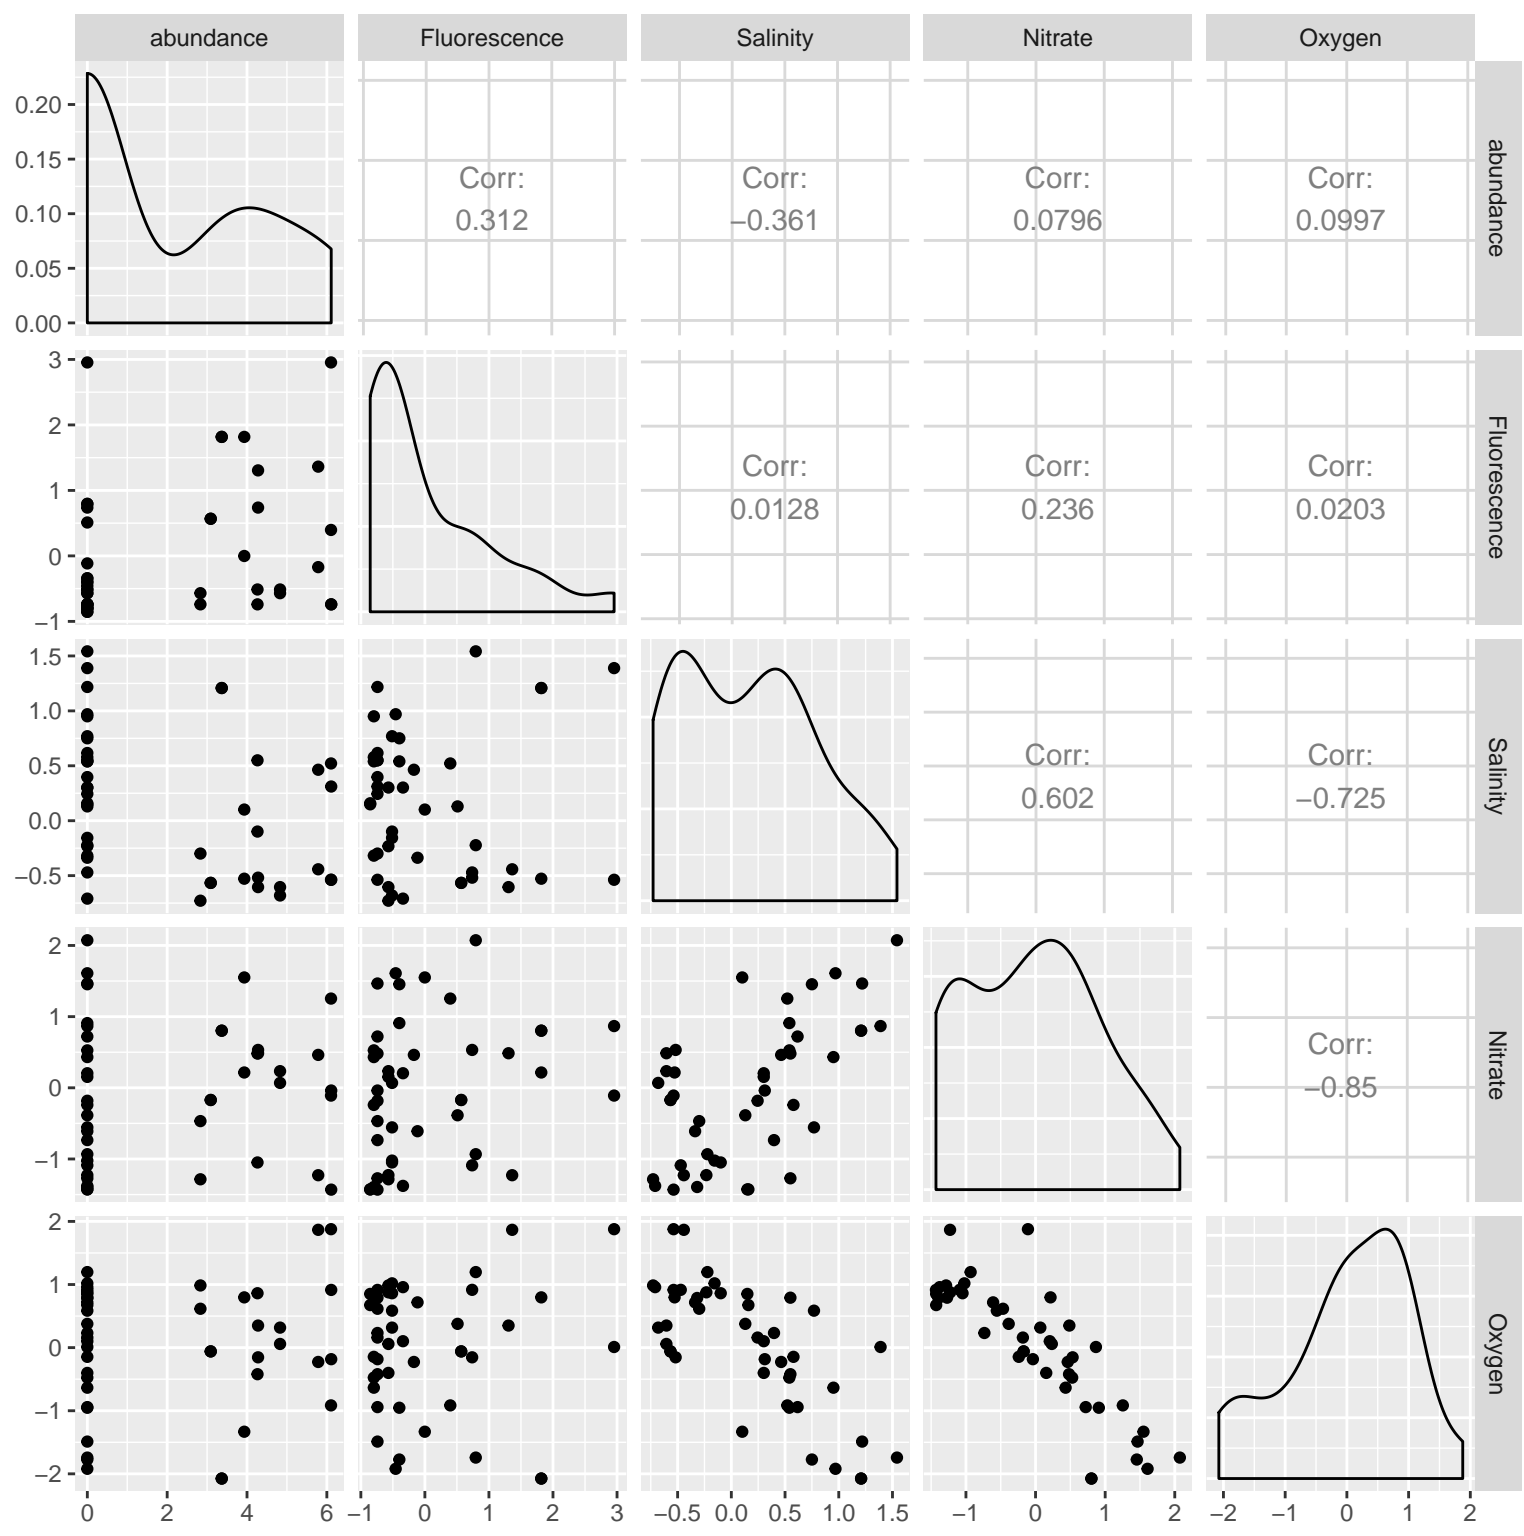 abundance Fluorescence Salinity Nitrate Oxygen
0.20
0.15
0.10
0.05
0.00
Corr: Corr: Corr: Corr:
0.312 −0.361 0.0796 0.0997
abundance
3
2
1
0
−1
Corr: Corr: Corr:
0.0128 0.236 0.0203
Fluorescence
1.5
1.0
0.5
0.0
−0.5
Corr: Corr:
0.602 −0.725
Salinity
2
1
0
−1
Corr:
−0.85
Nitrate
2
1
0
−1
−2
Oxygen
0 2 4 6 −1 0 1 2 3 −0.5 0.0 0.5 1.0 1.5 −1 0 1 2 −2 −1 0 1 2